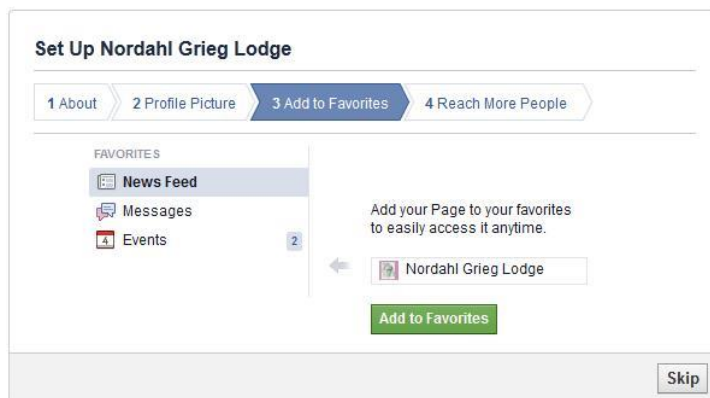 Set Up Nordahl Grieg Lodge
1 About 2 Profile Picture 3 Add to Favorites 4 Reach More People
FAVORITES
News Feed
Messages
4 Events 2
Add your Page to your favorites
to easily access it anytime.
Nordahl Grieg Lodge
Add to Favorites
Skip